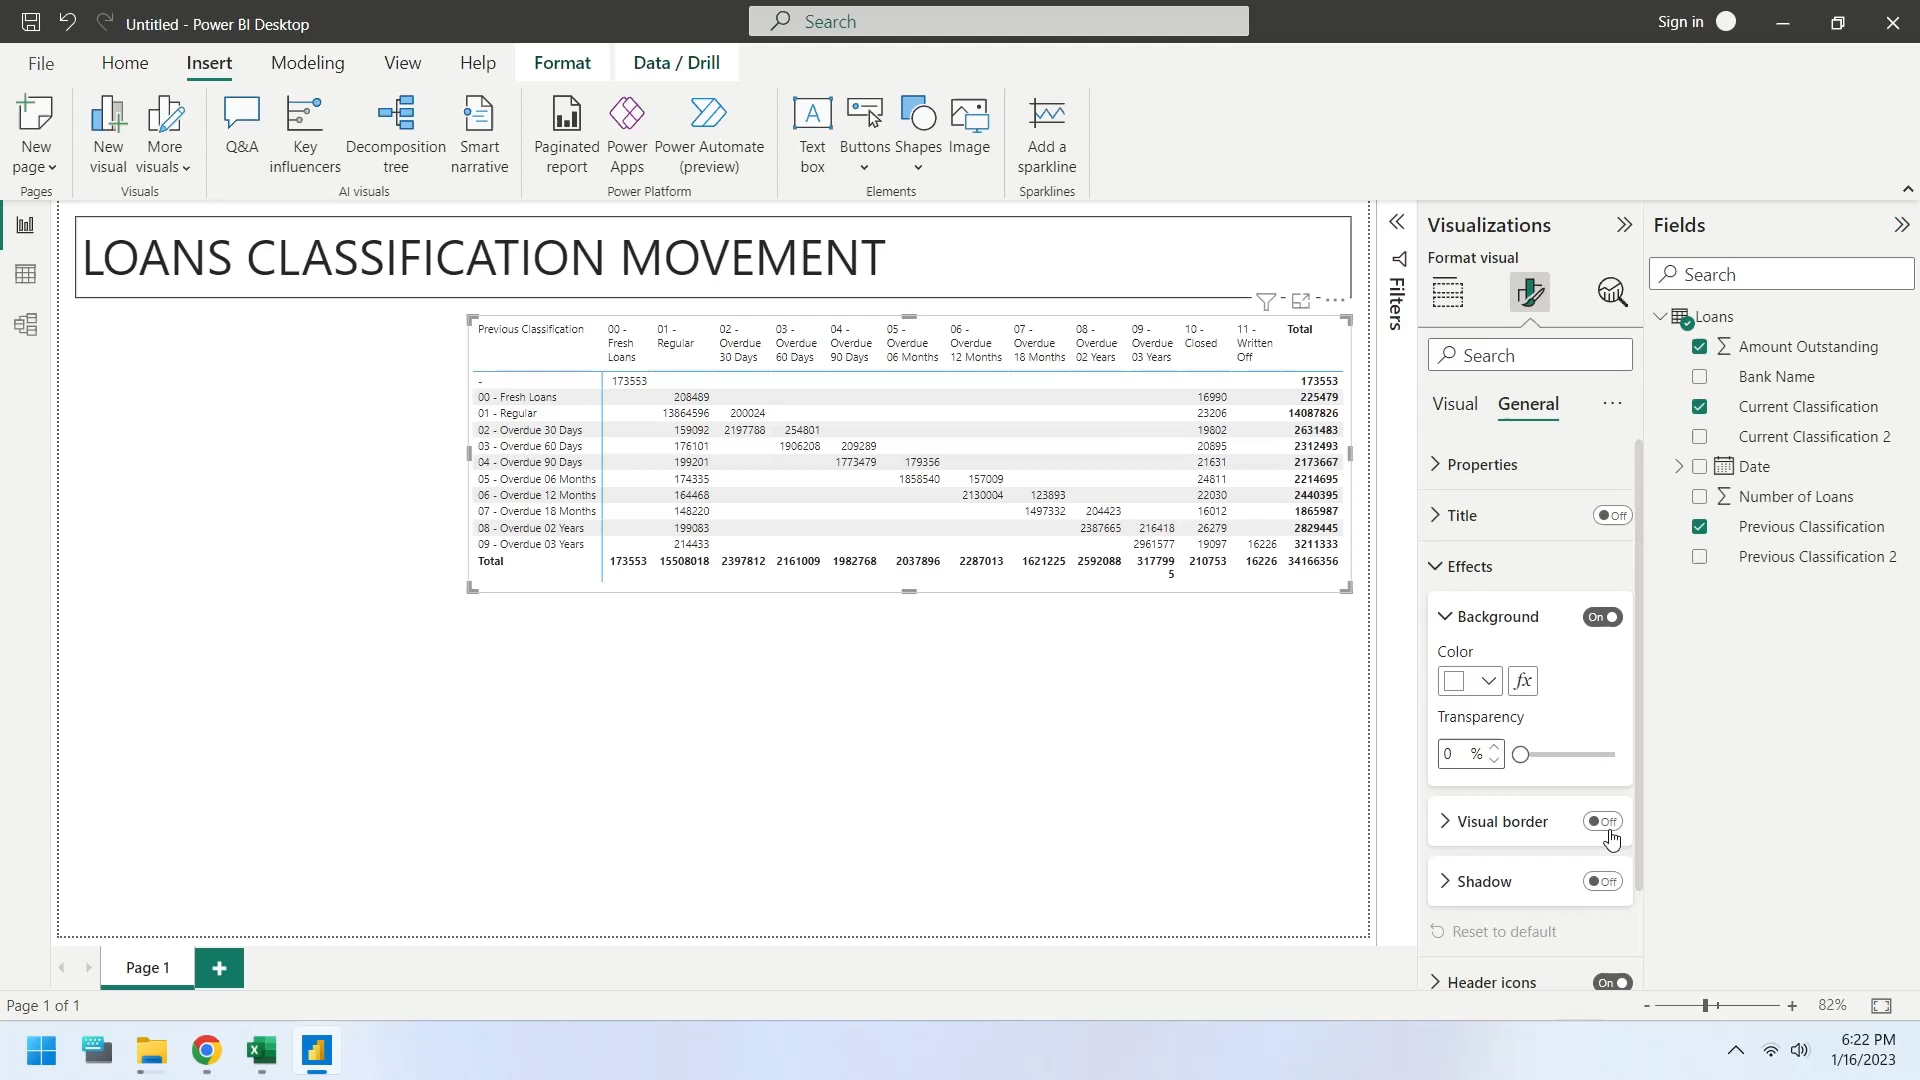 Untitled - Power BI Desktop
Search
Sign in
File Home Insert Modeling View Help Format Data / Drill
New page
Pages
New visual
More visuals
Visuals
Q&A
Key influencers
Decomposition tree
Smart narrative
AI visuals
Paginated report
Power Apps
Power Automate (preview)
Power Platform
Text box
Buttons
Shapes
Image
Elements
Add a sparkline
Sparklines
LOANS CLASSIFICATION MOVEMENT
Previous Classification 00 - Fresh Loans 01 - Regular 02 - Overdue 30 Days 03 - Overdue 60 Days 04 - Overdue 90 Days 05 - Overdue 06 Months 06 - Overdue 12 Months 07 - Overdue 18 Months 08 - Overdue 02 Years 09 - Overdue 03 Years 10 - Closed 11 - Written Off Total
- 173553 173553
00 - Fresh Loans 208489 16990 225479
01 - Regular 13864596 200024 23206 14087826
02 - Overdue 30 Days 159092 2197788 254801 19802 2631483
03 - Overdue 60 Days 176101 1906208 209289 20895 2312493
04 - Overdue 90 Days 199201 1773479 179356 21631 2173667
05 - Overdue 06 Months 174335 1858540 157009 24811 2214695
06 - Overdue 12 Months 164468 2130004 123893 22030 2440395
07 - Overdue 18 Months 148220 1497332 204423 16012 1865987
08 - Overdue 02 Years 199083 2387665 216418 26279 2829445
09 - Overdue 03 Years 214433 2961577 19097 16226 3211333
Total 173553 15508018 2397812 2161009 1982768 2037896 2287013 1621225 2592088 3177995 210753 16226 34166356
Filters
Visualizations
Format visual
Search
Visual General
Properties
Title Off
Effects
Background On
Color
fx
Transparency
0 %
Visual border Off
Shadow Off
Reset to default
Header icons On
Fields
Search
Loans
Amount Outstanding
Bank Name
Current Classification
Current Classification 2
Date
Number of Loans
Previous Classification
Previous Classification 2
Page 1
Page 1 of 1
- + 82%
6:22 PM
1/16/2023